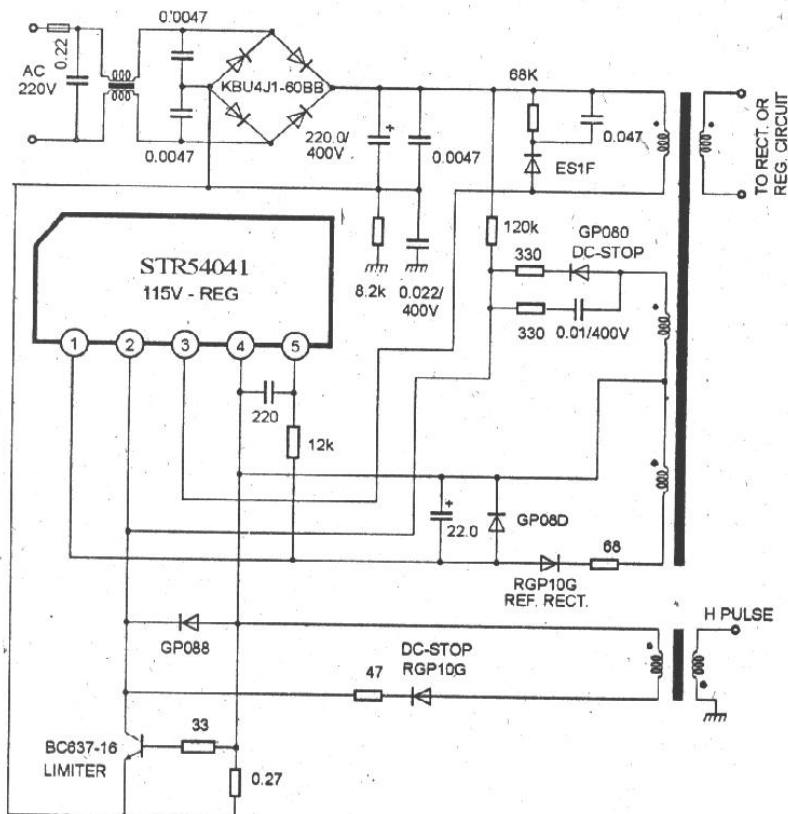 0.0047
0.22
AC
220V
KBU4J1-60BB
0.0047
220.0/
400V
0.0047
68K
0.047
ES1F
TO RECT. OR
REG. CIRCUIT
STR54041
115V - REG
1
2
3
4
5
8.2k
0.022/
400V
120k
GP080
DC-STOP
330
330
0.01/400V
220
12k
22.0
GP08D
68
RGP10G
REF. RECT.
H PULSE
GP088
DC-STOP
RGP10G
47
33
BC637-16
LIMITER
0.27